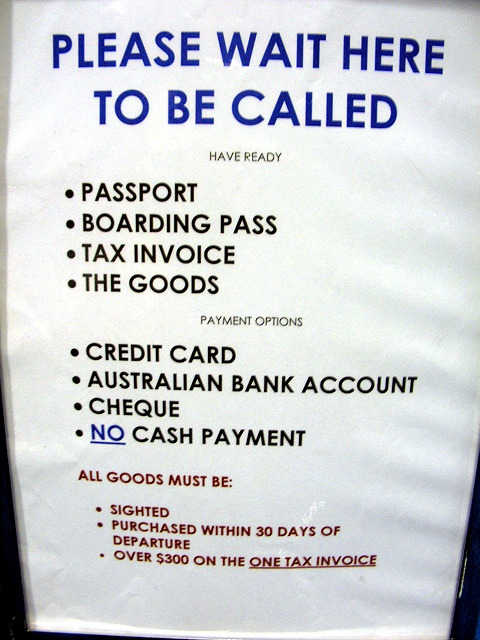 PLEASE WAIT HERE
TO BE CALLED
HAVE READY
• PASSPORT
• BOARDING PASS
• TAX INVOICE
• THE GOODS
PAYMENT OPTIONS
• CREDIT CARD
• AUSTRALIAN BANK ACCOUNT
• CHEQUE
• NO CASH PAYMENT
ALL GOODS MUST BE:
• SIGHTED
• PURCHASED WITHIN 30 DAYS OF
DEPARTURE
• OVER $300 ON THE ONE TAX INVOICE